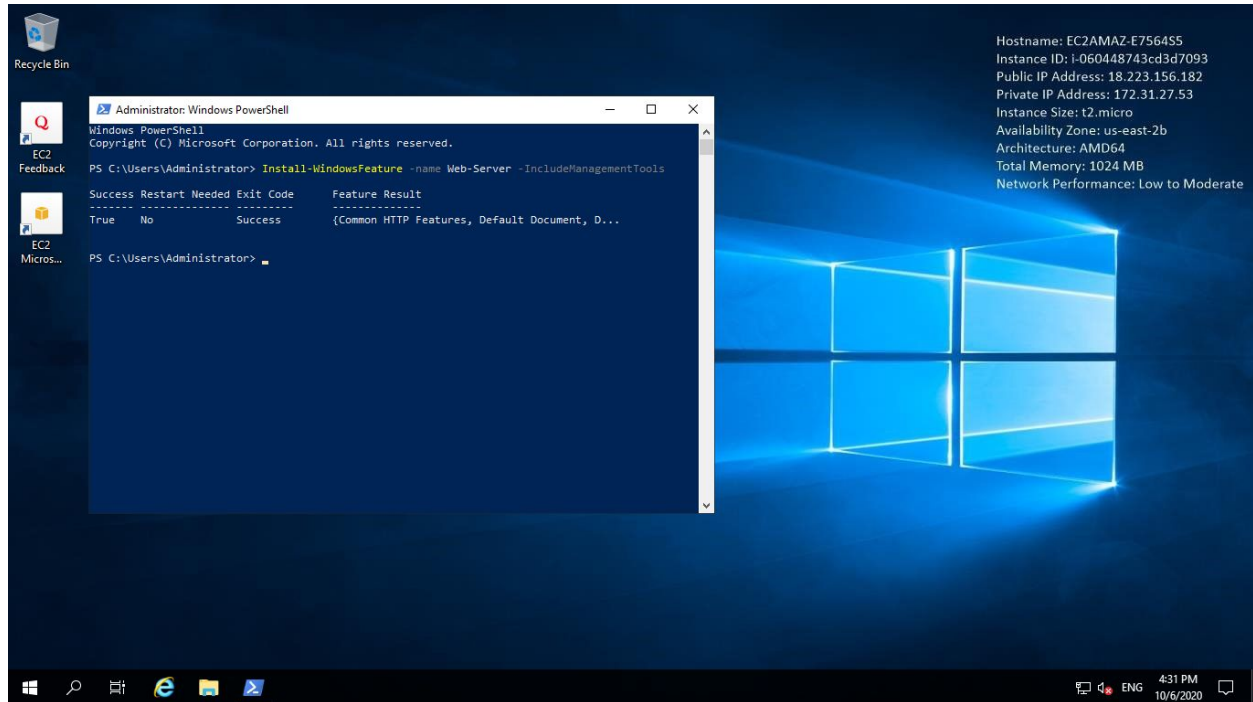 Recycle Bin
Q
EC2
Feedback
EC2
Micros...
Hostname: EC2AMAZ-E7564S5
Instance ID: i-060448743cd3d7093
Public IP Address: 18.223.156.182
Private IP Address: 172.31.27.53
Instance Size: t2.micro
Availability Zone: us-east-2b
Architecture: AMD64
Total Memory: 1024 MB
Network Performance: Low to Moderate
Administrator: Windows PowerShell
Windows PowerShell
Copyright (C) Microsoft Corporation. All rights reserved.
PS C:\Users\Administrator> Install-WindowsFeature -name Web-Server -IncludeManagementTools
Success Restart Needed Exit Code      Feature Result
------- -------------- ---------      --------------
True    No             Success        {Common HTTP Features, Default Document, D...
PS C:\Users\Administrator> _
ENG
4:31 PM
10/6/2020